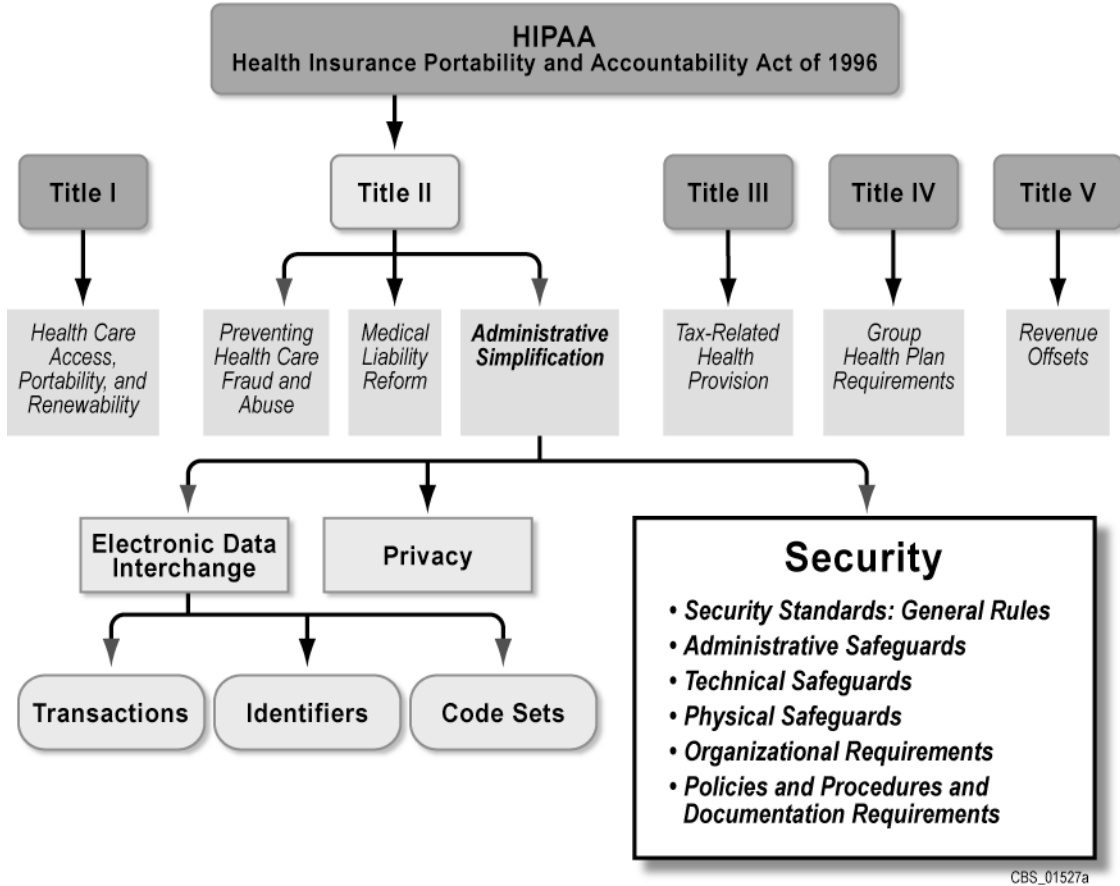 HIPAA
Health Insurance Portability and Accountability Act of 1996
Title I
Title II
Title III
Title IV
Title V
Health Care
Access,
Portability, and
Renewability
Preventing
Health Care
Fraud and
Abuse
Medical
Liability
Reform
Administrative
Simplification
Tax-Related
Health
Provision
Group
Health Plan
Requirements
Revenue
Offsets
Electronic Data
Interchange
Privacy
Security
• Security Standards: General Rules
• Administrative Safeguards
• Technical Safeguards
• Physical Safeguards
• Organizational Requirements
• Policies and Procedures and
Documentation Requirements
Transactions
Identifiers
Code Sets
CBS_01527a